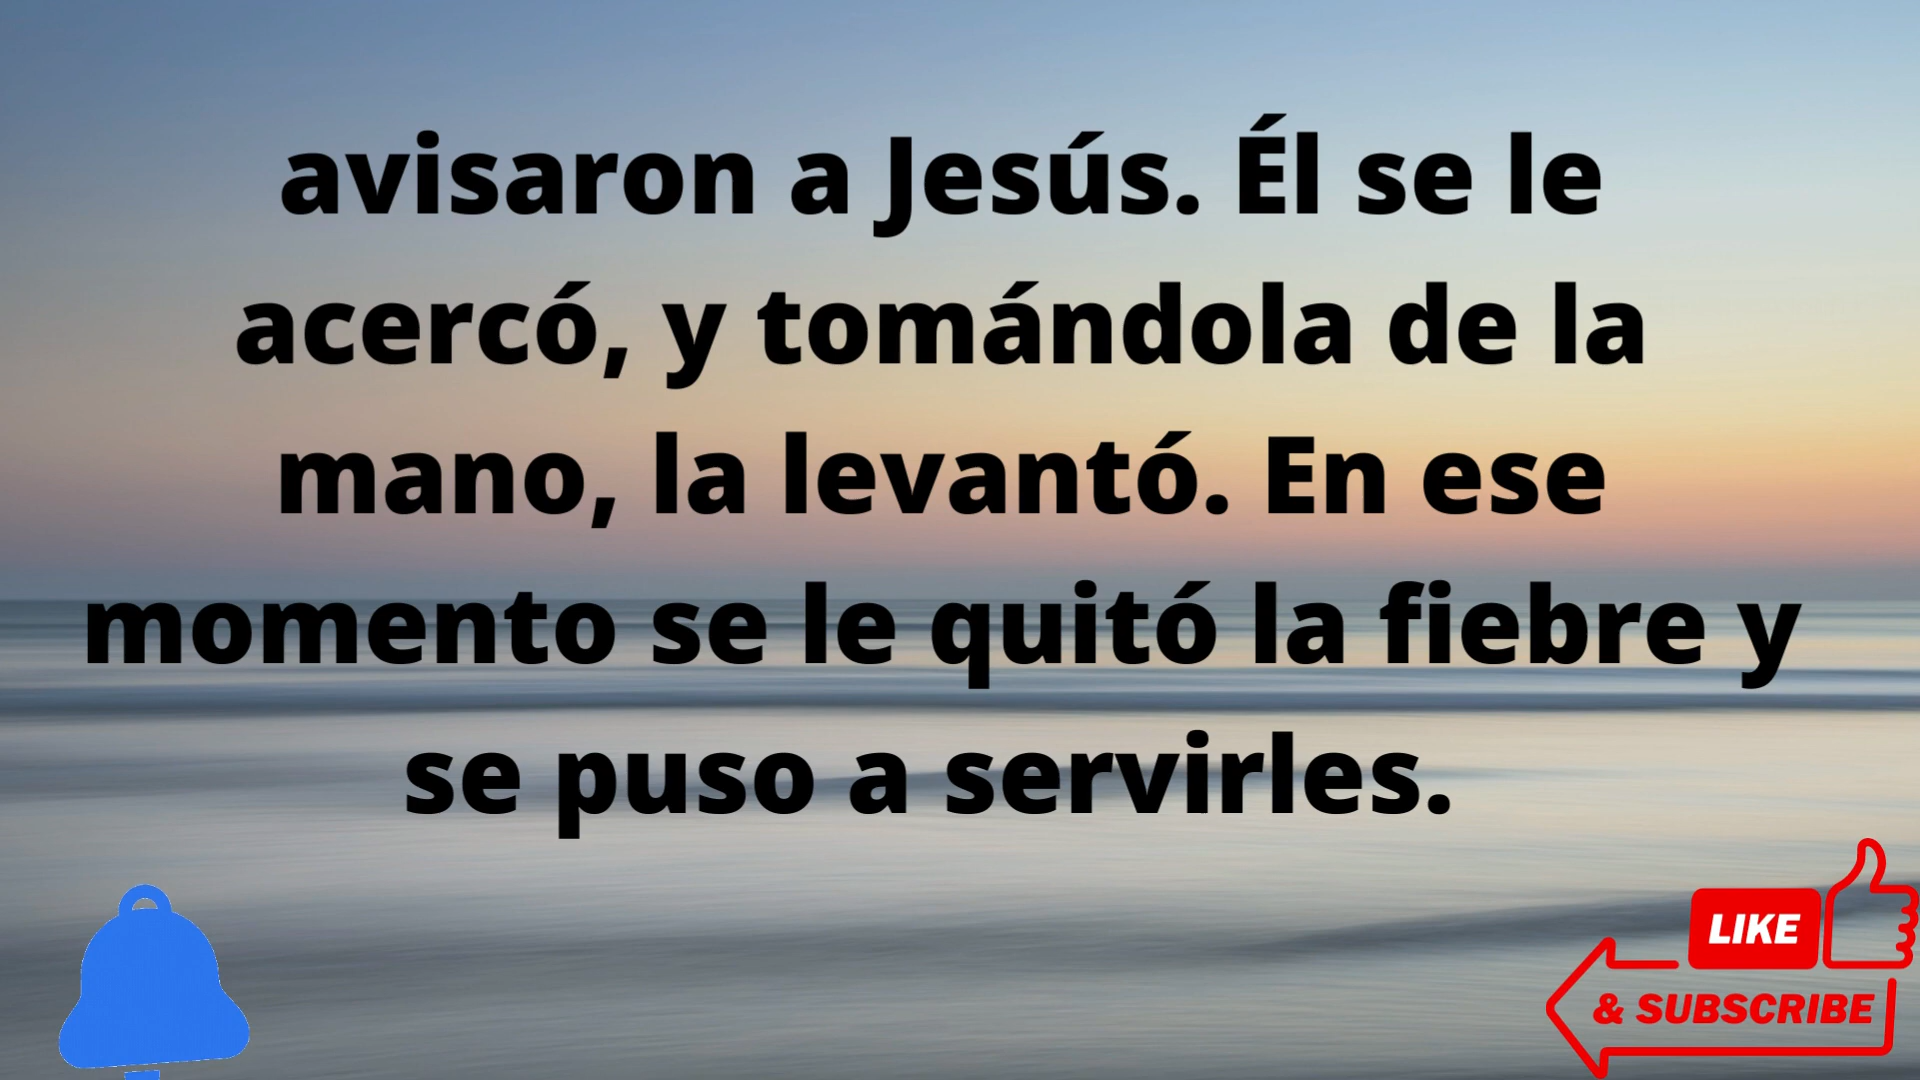 avisaron a Jesús. Él se le
acercó, y tomándola de la
mano, la levantó. En ese
momento se le quitó la fiebre y
se puso a servirles.
LIKE
& SUBSCRIBE